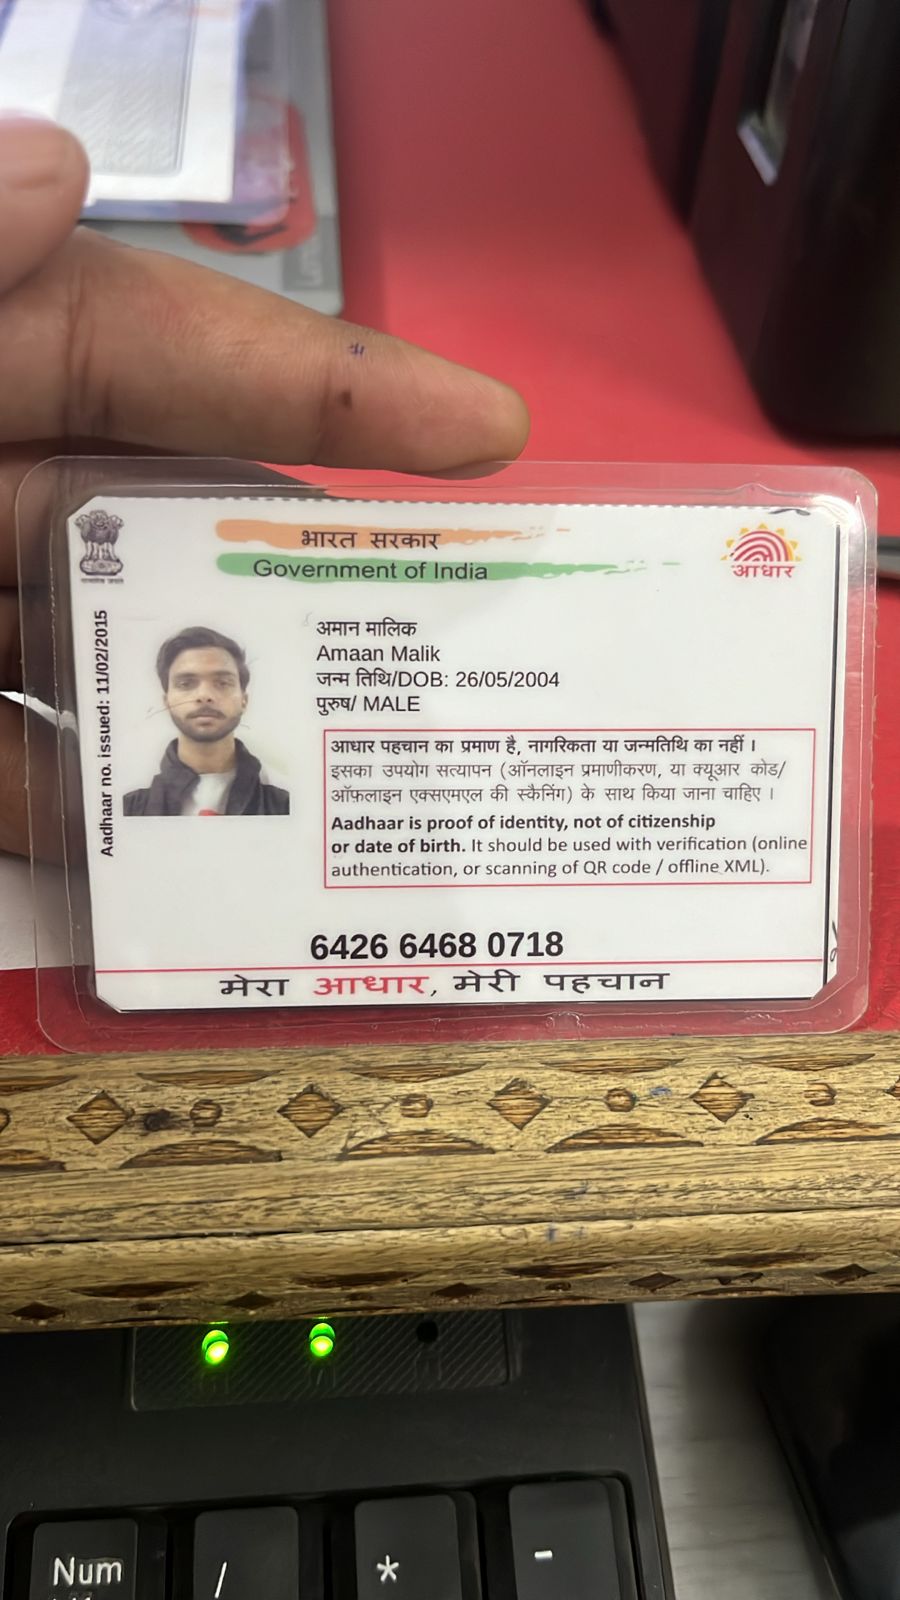 भारत सरकार
Government of India
आधार
Aadhaar no. issued: 11/02/2015
अमान मालिक
Amaan Malik
जन्म तिथि/DOB: 26/05/2004
पुरुष/ MALE
आधार पहचान का प्रमाण है, नागरिकता या जन्मतिथि का नहीं ।
इसका उपयोग सत्यापन (ऑनलाइन प्रमाणीकरण, या क्यूआर कोड/
ऑफ़लाइन एक्सएमएल की स्कैनिंग) के साथ किया जाना चाहिए ।
Aadhaar is proof of identity, not of citizenship
or date of birth. It should be used with verification (online
authentication, or scanning of QR code / offline XML).
6426 6468 0718
मेरा आधार, मेरी पहचान
Num
/
*
-